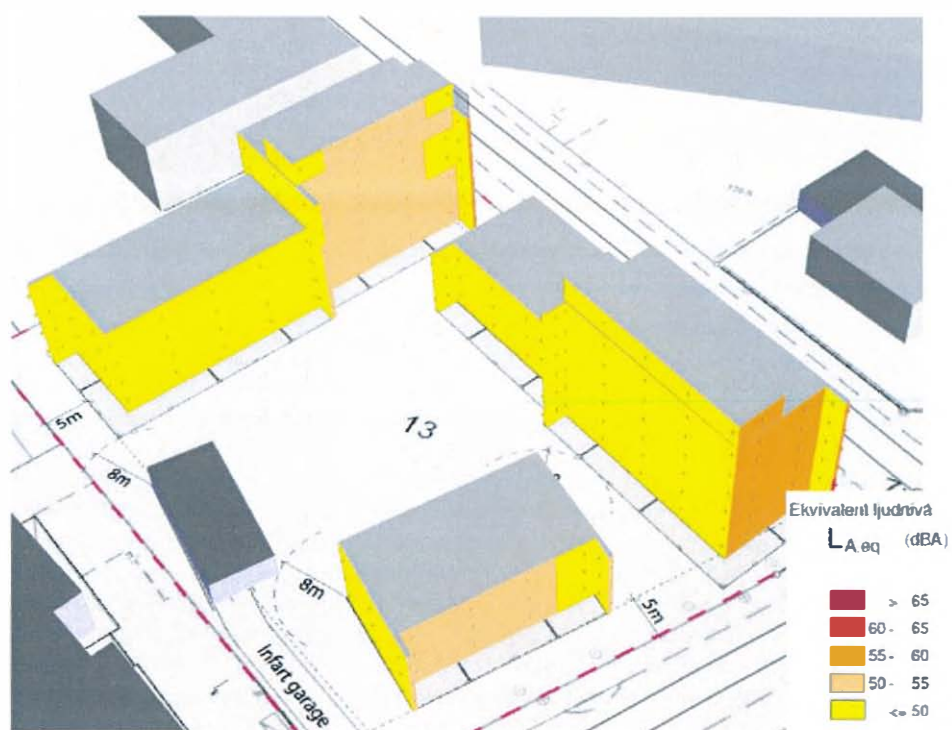 5m
8m
13
8m
5m
Infart garage
Ekvivalent ljudnivå
LA,eq (dBA)
> 65
60 - 65
55 - 60
50 - 55
<= 50